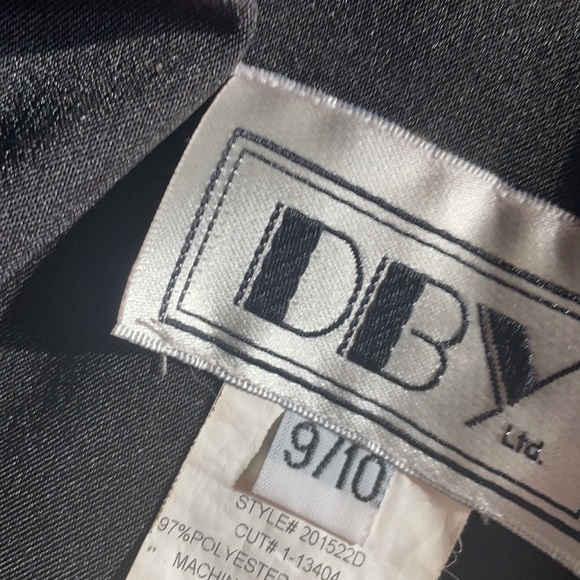 DBY
Ltd.
9/10
STYLE# 201522D
CUT# 1-13404
97%POLYESTER